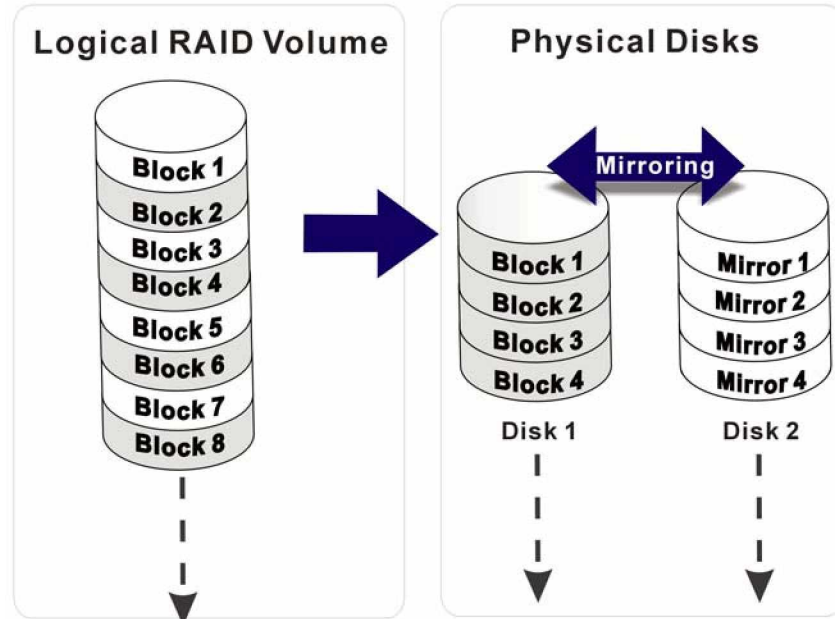 Logical RAID Volume
Block 1
Block 2
Block 3
Block 4
Block 5
Block 6
Block 7
Block 8
Physical Disks
Mirroring
Block 1
Block 2
Block 3
Block 4
Disk 1
Mirror 1
Mirror 2
Mirror 3
Mirror 4
Disk 2